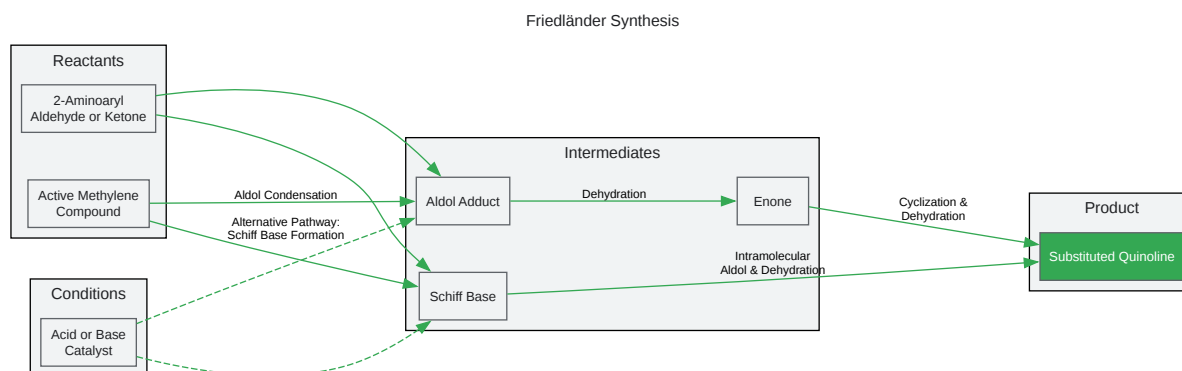 Friedländer Synthesis
Reactants
2-Aminoaryl
Aldehyde or Ketone
Active Methylene
Compound
Aldol Condensation
Alternative Pathway:
Schiff Base Formation
Conditions
Acid or Base
Catalyst
Intermediates
Aldol Adduct
Dehydration
Enone
Schiff Base
Intramolecular
Aldol & Dehydration
Cyclization &
Dehydration
Product
Substituted Quinoline